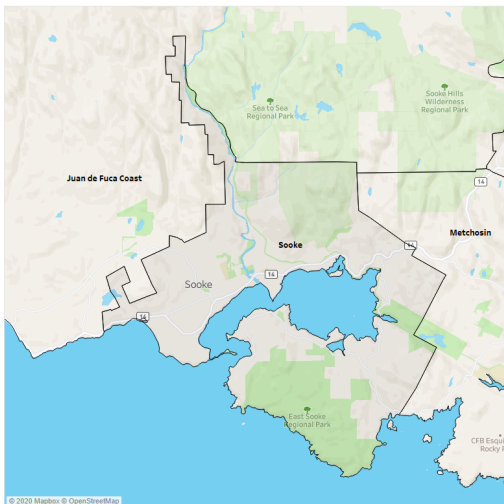 Sea to Sea
Regional Park
Sooke Hills
Wilderness
Regional Park
Juan de Fuca Coast
14
Metchosin
Sooke
14
14
Sooke
14
East Sooke
Regional Park
CFB Esqui
Rocky P
© 2020 Mapbox © OpenStreetMap